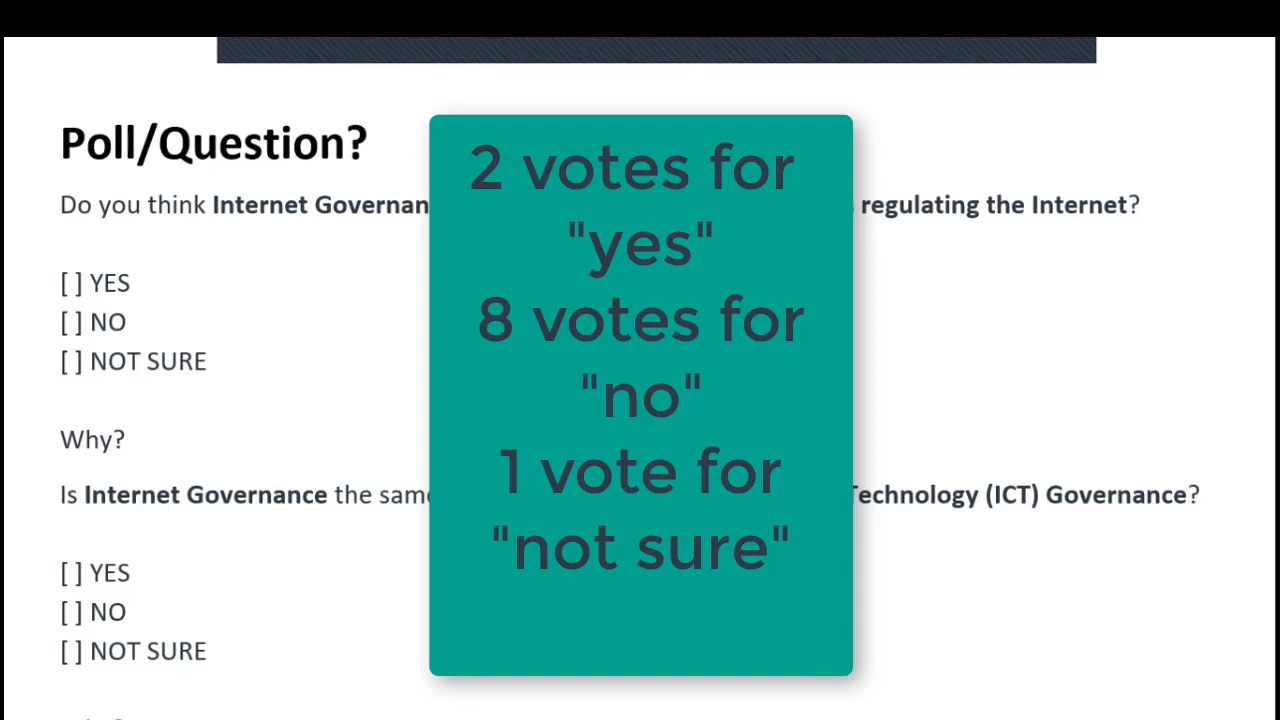 Poll/Question?
Do you think Internet Governan
regulating the Internet?
[ ] YES
[ ] NO
[ ] NOT SURE
Why?
Is Internet Governance the same
Technology (ICT) Governance?
[ ] YES
[ ] NO
[ ] NOT SURE
2 votes for
"yes"
8 votes for
"no"
1 vote for
"not sure"